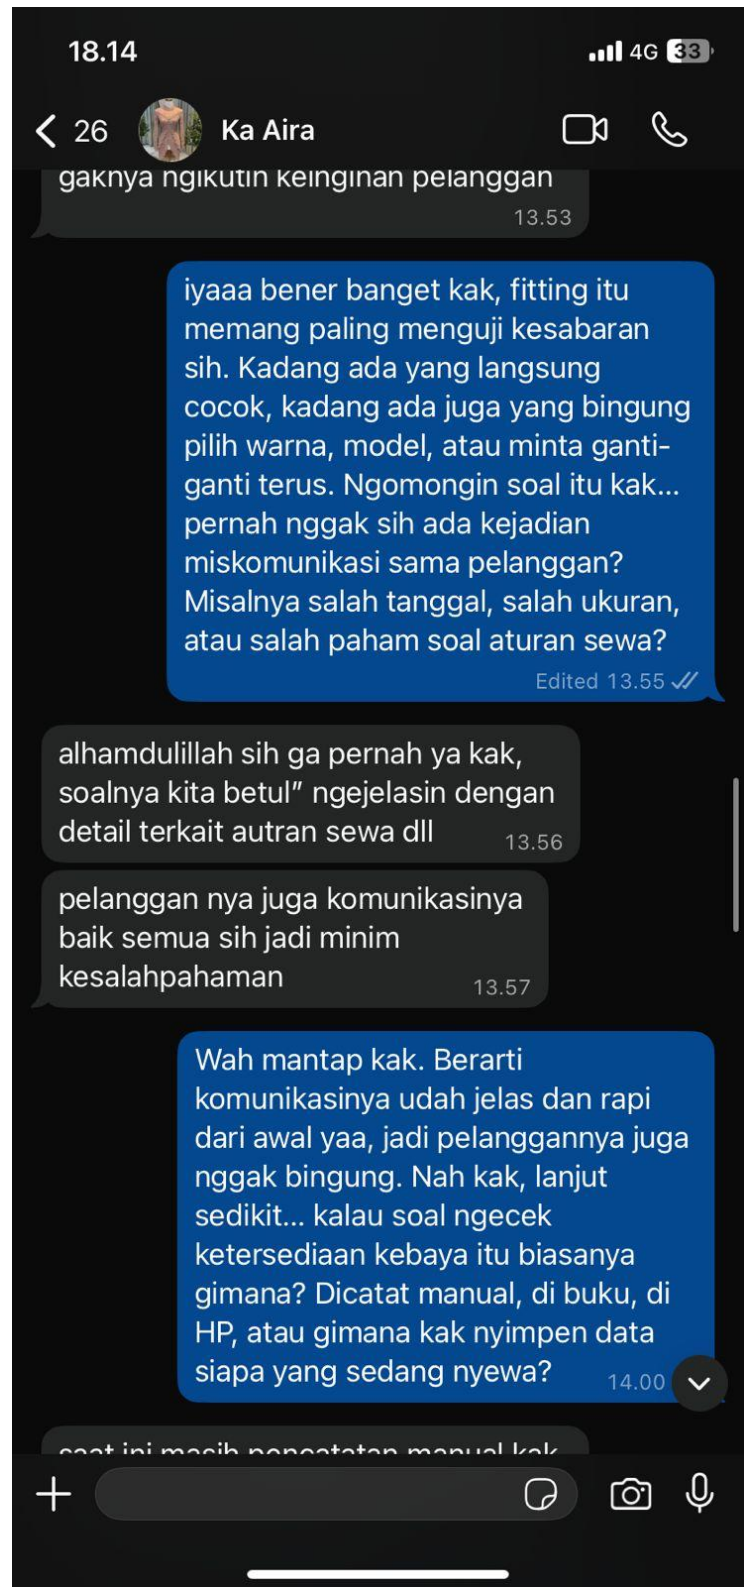 18.14
4G 33
26 Ka Aira
gaknya ngikutin keinginan pelanggan
13.53
iyaaa bener banget kak, fitting itu
memang paling menguji kesabaran
sih. Kadang ada yang langsung
cocok, kadang ada juga yang bingung
pilih warna, model, atau minta ganti-
ganti terus. Ngomongin soal itu kak...
pernah nggak sih ada kejadian
miskomunikasi sama pelanggan?
Misalnya salah tanggal, salah ukuran,
atau salah paham soal aturan sewa?
Edited 13.55
alhamdulillah sih ga pernah ya kak,
soalnya kita betul" ngejelasin dengan
detail terkait autran sewa dll 13.56
pelanggan nya juga komunikasinya
baik semua sih jadi minim
kesalahpahaman 13.57
Wah mantap kak. Berarti
komunikasinya udah jelas dan rapi
dari awal yaa, jadi pelanggannya juga
nggak bingung. Nah kak, lanjut
sedikit... kalau soal ngecek
ketersediaan kebaya itu biasanya
gimana? Dicatat manual, di buku, di
HP, atau gimana kak nyimpen data
siapa yang sedang nyewa? 14.00
saat ini masih pencatatan manual kak